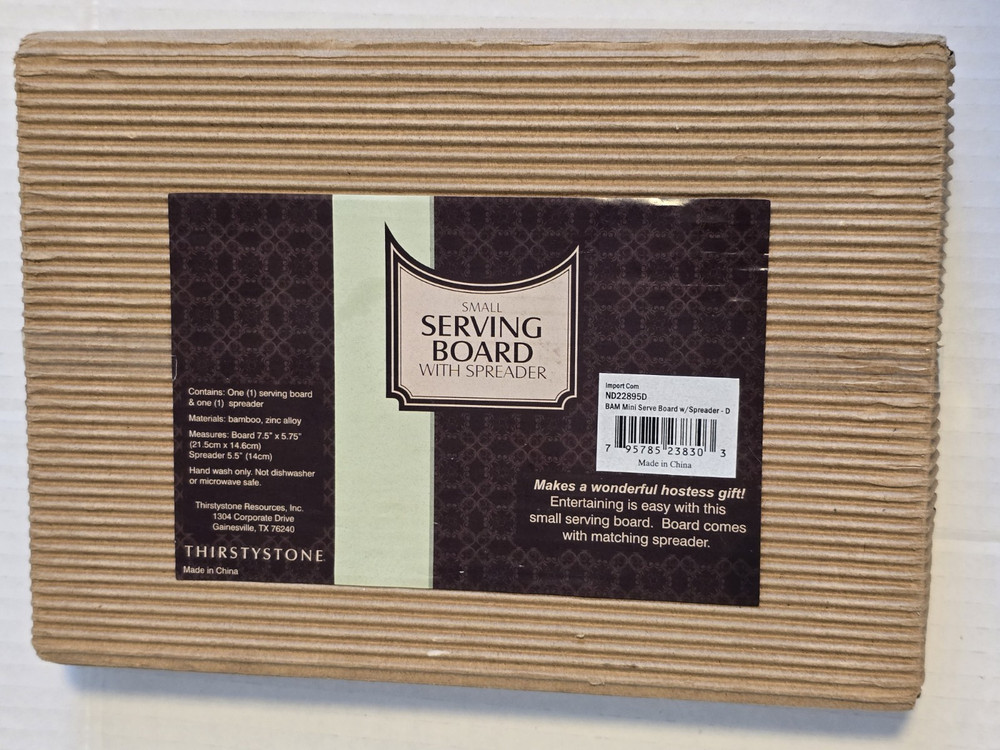 SMALL
SERVING
BOARD
WITH SPREADER
Contains: One (1) serving board
& one (1) spreader
Materials: bamboo, zinc alloy
Measures: Board 7.5" x 5.75"
(21.5cm x 14.6cm)
Spreader 5.5" (14cm)
Hand wash only. Not dishwasher
or microwave safe.
Thirstystone Resources, Inc.
1304 Corporate Drive
Gainesville, TX 76240
THIRSTYSTONE
Made in China
Import Com
ND22895D
BAM Mini Serve Board w/Spreader - D
7 95785 23830 3
Made in China
Makes a wonderful hostess gift!
Entertaining is easy with this
small serving board. Board comes
with matching spreader.